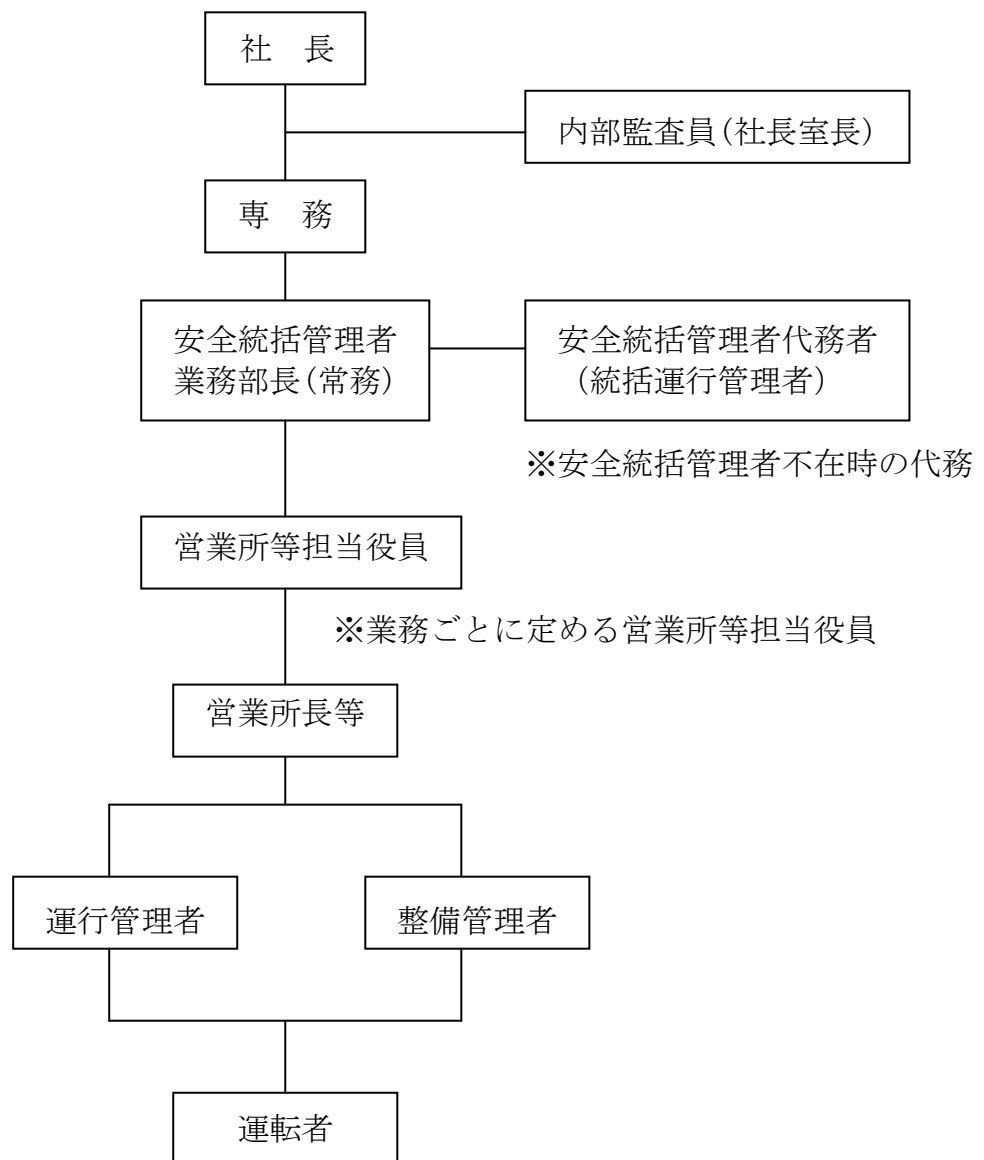 社　長
内部監査員（社長室長）
専　務
安全統括管理者
業務部長（常務）
安全統括管理者代務者
（統括運行管理者）
※安全統括管理者不在時の代務
営業所等担当役員
※業務ごとに定める営業所等担当役員
営業所長等
運行管理者
整備管理者
運転者